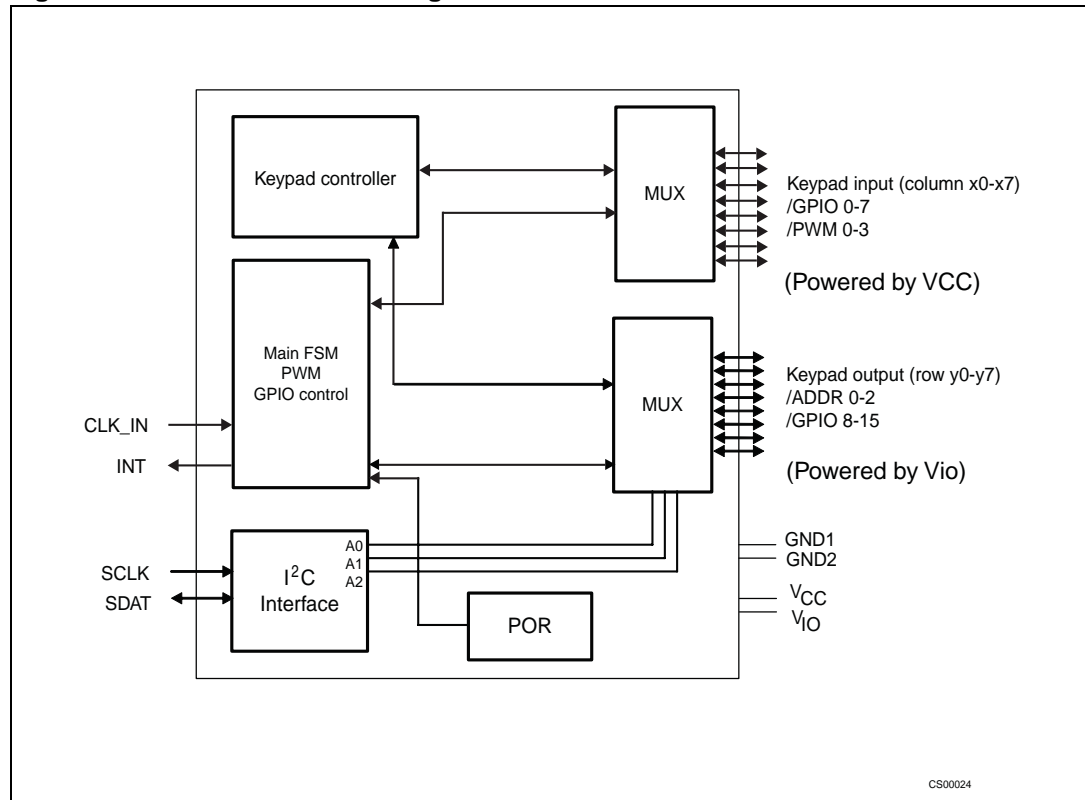 Keypad controller
MUX
Keypad input (column x0-x7)
/GPIO 0-7
/PWM 0-3
(Powered by VCC)
Main FSM
PWM
GPIO control
MUX
Keypad output (row y0-y7)
/ADDR 0-2
/GPIO 8-15
(Powered by Vio)
CLK_IN
INT
SCLK
SDAT
I2C
Interface
A0
A1
A2
POR
GND1
GND2
VCC
VIO
CS00024